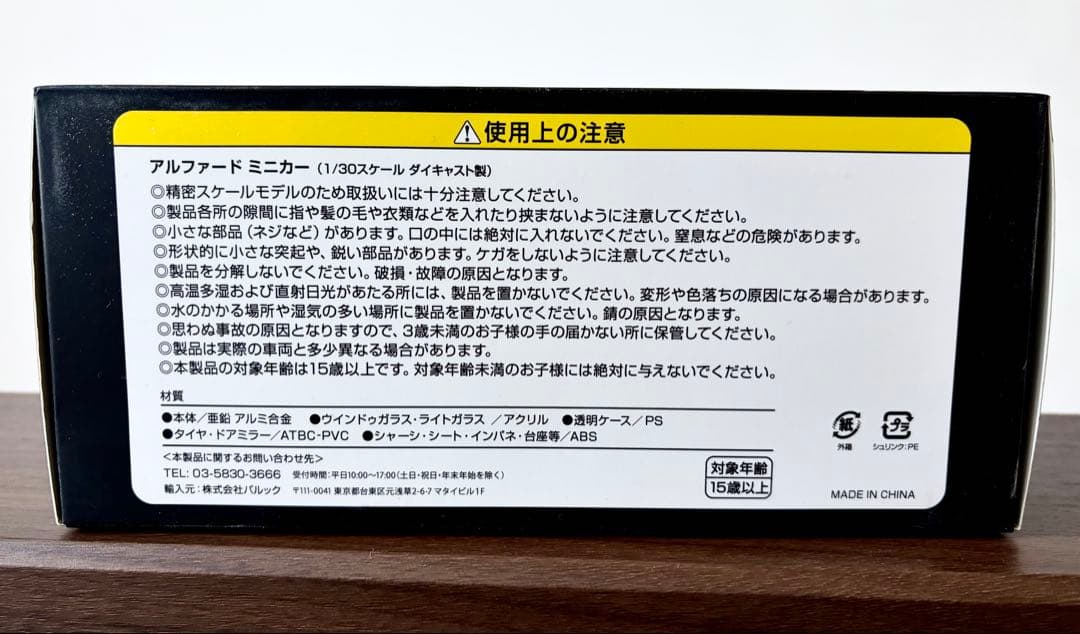 ⚠使用上の注意
アルファード ミニカー（1/30スケール ダイキャスト製）
◎精密スケールモデルのため取扱いには十分注意してください。
◎製品各所の隙間に指や髪の毛や衣類などを入れたり挟まないように注意してください。
◎小さな部品（ネジなど）があります。口の中には絶対に入れないでください。窒息などの危険があります。
◎形状的に小さな突起や、鋭い部品があります。ケガをしないように注意してください。
◎製品を分解しないでください。破損・故障の原因となります。
◎高温多湿および直射日光があたる所には、製品を置かないでください。変形や色落ちの原因になる場合があります。
◎水のかかる場所や湿気の多い場所に製品を置かないでください。錆の原因となります。
◎思わぬ事故の原因となりますので、3歳未満のお子様の手の届かない所に保管してください。
◎製品は実際の車両と多少異なる場合があります。
◎本製品の対象年齢は15歳以上です。対象年齢未満のお子様には絶対に与えないでください。
材質
●本体／亜鉛 アルミ合金 ●ウインドゥガラス・ライトガラス ／アクリル ●透明ケース／PS
●タイヤ・ドアミラー／ATBC-PVC ●シャーシ・シート・インパネ・台座等／ABS
＜本製品に関するお問い合わせ先＞
TEL: 03-5830-3666 受付時間：平日10:00〜17:00（土日・祝日・年末年始を除く）
輸入元：株式会社バルック 〒111-0041 東京都台東区元浅草2-6-7 マタイビル1F
対象年齢
15歳以上
紙
外箱
プラ
シュリンク：PE
MADE IN CHINA